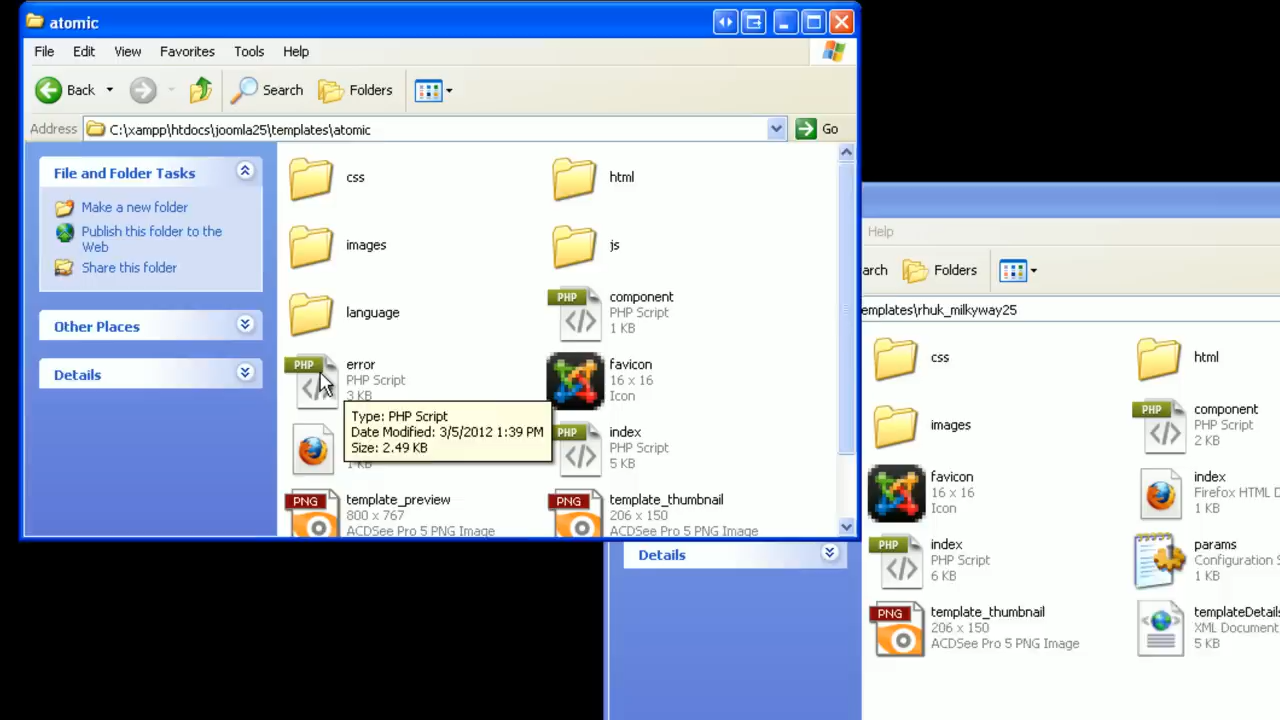 atomic
File Edit View Favorites Tools Help
Back Search Folders
Address C:\xampp\htdocs\joomla25\templates\atomic Go
File and Folder Tasks
Make a new folder
Publish this folder to the
Web
Share this folder
Other Places
Details
css
html
images
js
language
PHP
component
PHP Script
1 KB
PHP
error
PHP Script
3 KB
favicon
16 x 16
Icon
Type: PHP Script
Date Modified: 3/5/2012 1:39 PM
Size: 2.49 KB
1 KB
PHP
index
PHP Script
5 KB
PNG
template_preview
800 x 767
ACDSee Pro 5 PNG Image
PNG
template_thumbnail
206 x 150
ACDSee Pro 5 PNG Image
Help
arch Folders
emplates\rhuk_milkyway25
Details
css
html
images
PHP
component
PHP Script
2 KB
favicon
16 x 16
Icon
index
Firefox HTML D
1 KB
PHP
index
PHP Script
6 KB
params
Configuration S
1 KB
PNG
template_thumbnail
206 x 150
ACDSee Pro 5 PNG Image
templateDetails
XML Document
5 KB